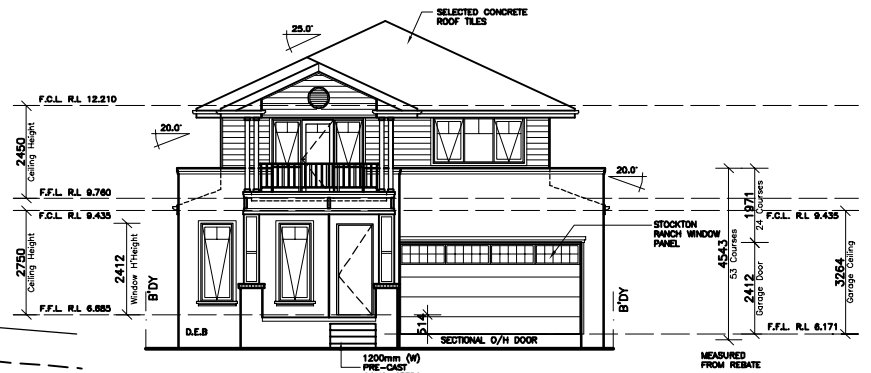 SELECTED CONCRETE
ROOF TILES
25.0°
F.C.L. R.L 12.210
20.0°
2450
Ceiling Height
20.0°
F.F.L. R.L 9.760
F.C.L. R.L 9.435
F.C.L. R.L 9.435
1971
24 Courses
STOCKTON
RANCH WINDOW
PANEL
2750
Ceiling Height
2412
Window H'Height
4543
53 Courses
2412
Garage Door
3264
Garage Ceiling
B'DY
B'DY
F.F.L. R.L 6.685
514
F.F.L. R.L 6.171
D.E.B
SECTIONAL O/H DOOR
1200mm (W)
PRE-CAST
MEASURED
FROM REBATE